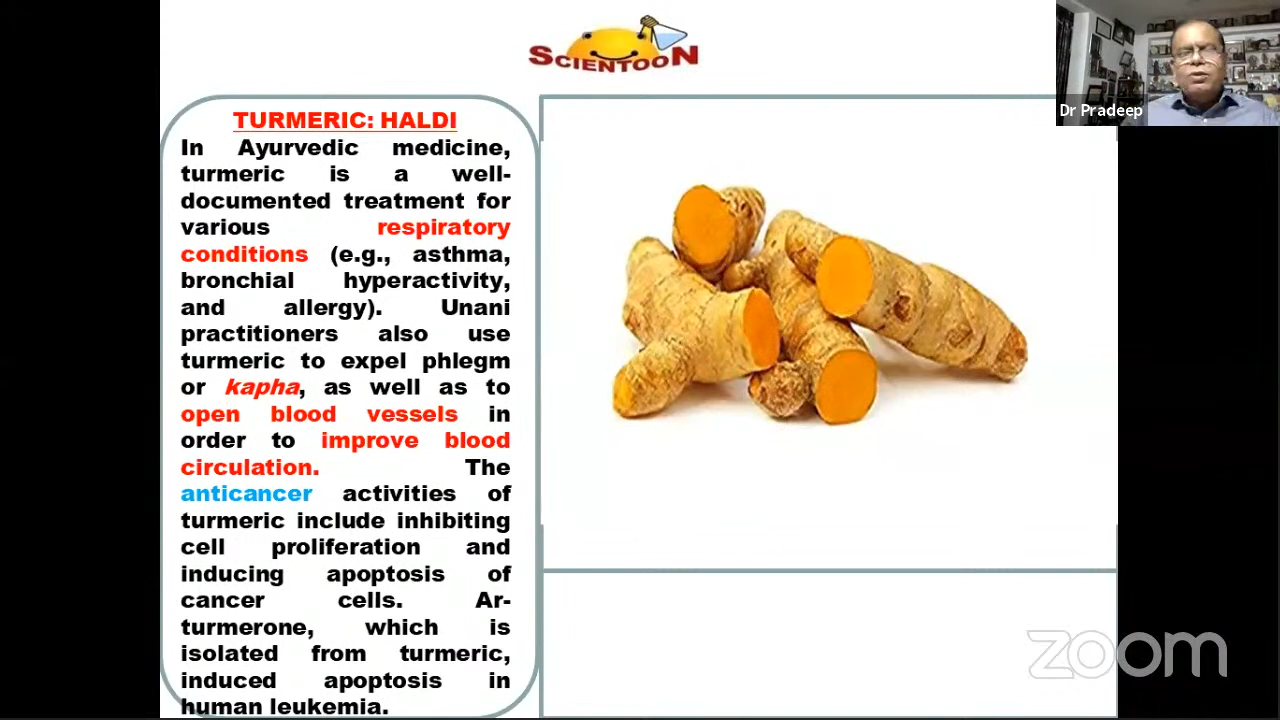 SCIENTOON
Dr Pradeep
TURMERIC: HALDI
In Ayurvedic medicine,
turmeric is a well-
documented treatment for
various respiratory
conditions (e.g., asthma,
bronchial hyperactivity,
and allergy). Unani
practitioners also use
turmeric to expel phlegm
or kapha, as well as to
open blood vessels in
order to improve blood
circulation. The
anticancer activities of
turmeric include inhibiting
cell proliferation and
inducing apoptosis of
cancer cells. Ar-
turmerone, which is
isolated from turmeric,
induced apoptosis in
human leukemia.
zoom